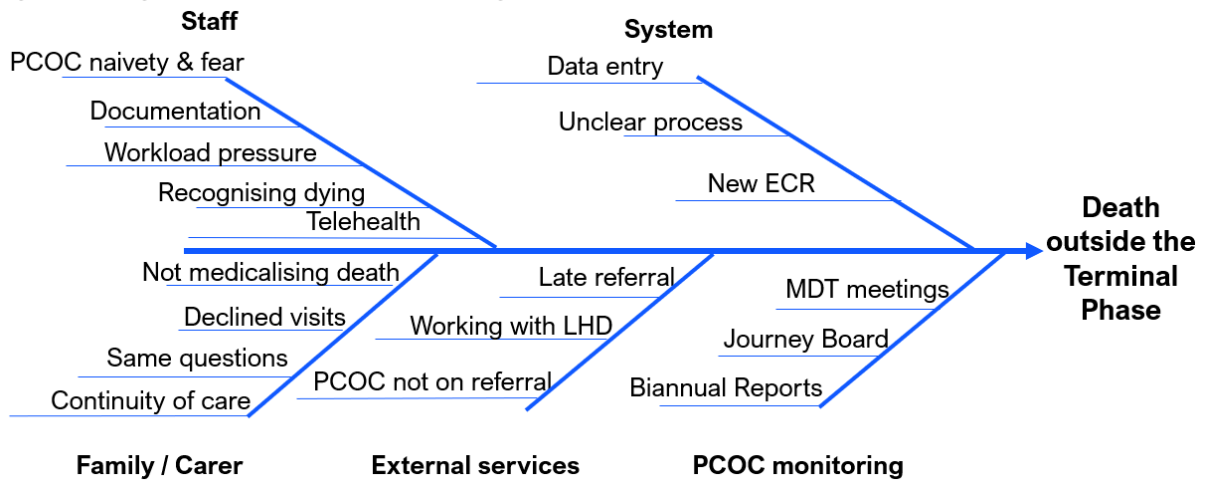 Staff
PCOC naivety & fear
Documentation
Workload pressure
Recognising dying
Telehealth
System
Data entry
Unclear process
New ECR
Death
outside the
Terminal
Phase
Not medicalising death
Declined visits
Same questions
Continuity of care
Family / Carer
Late referral
Working with LHD
PCOC not on referral
External services
MDT meetings
Journey Board
Biannual Reports
PCOC monitoring